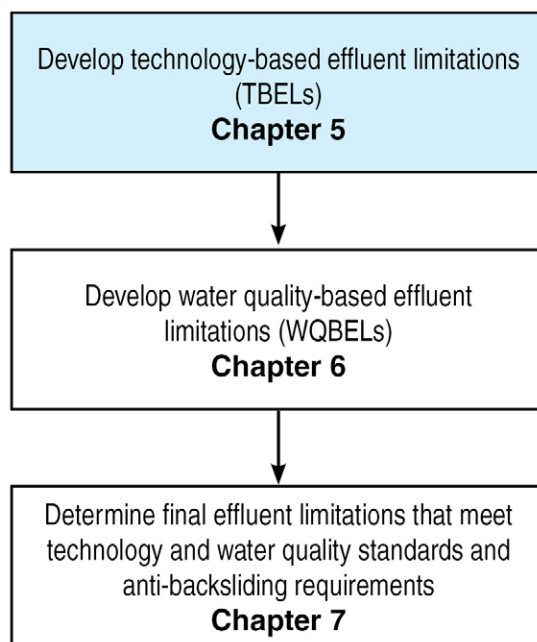 Develop technology-based effluent limitations
(TBELs)
Chapter 5
Develop water quality-based effluent
limitations (WQBELs)
Chapter 6
Determine final effluent limitations that meet
technology and water quality standards and
anti-backsliding requirements
Chapter 7